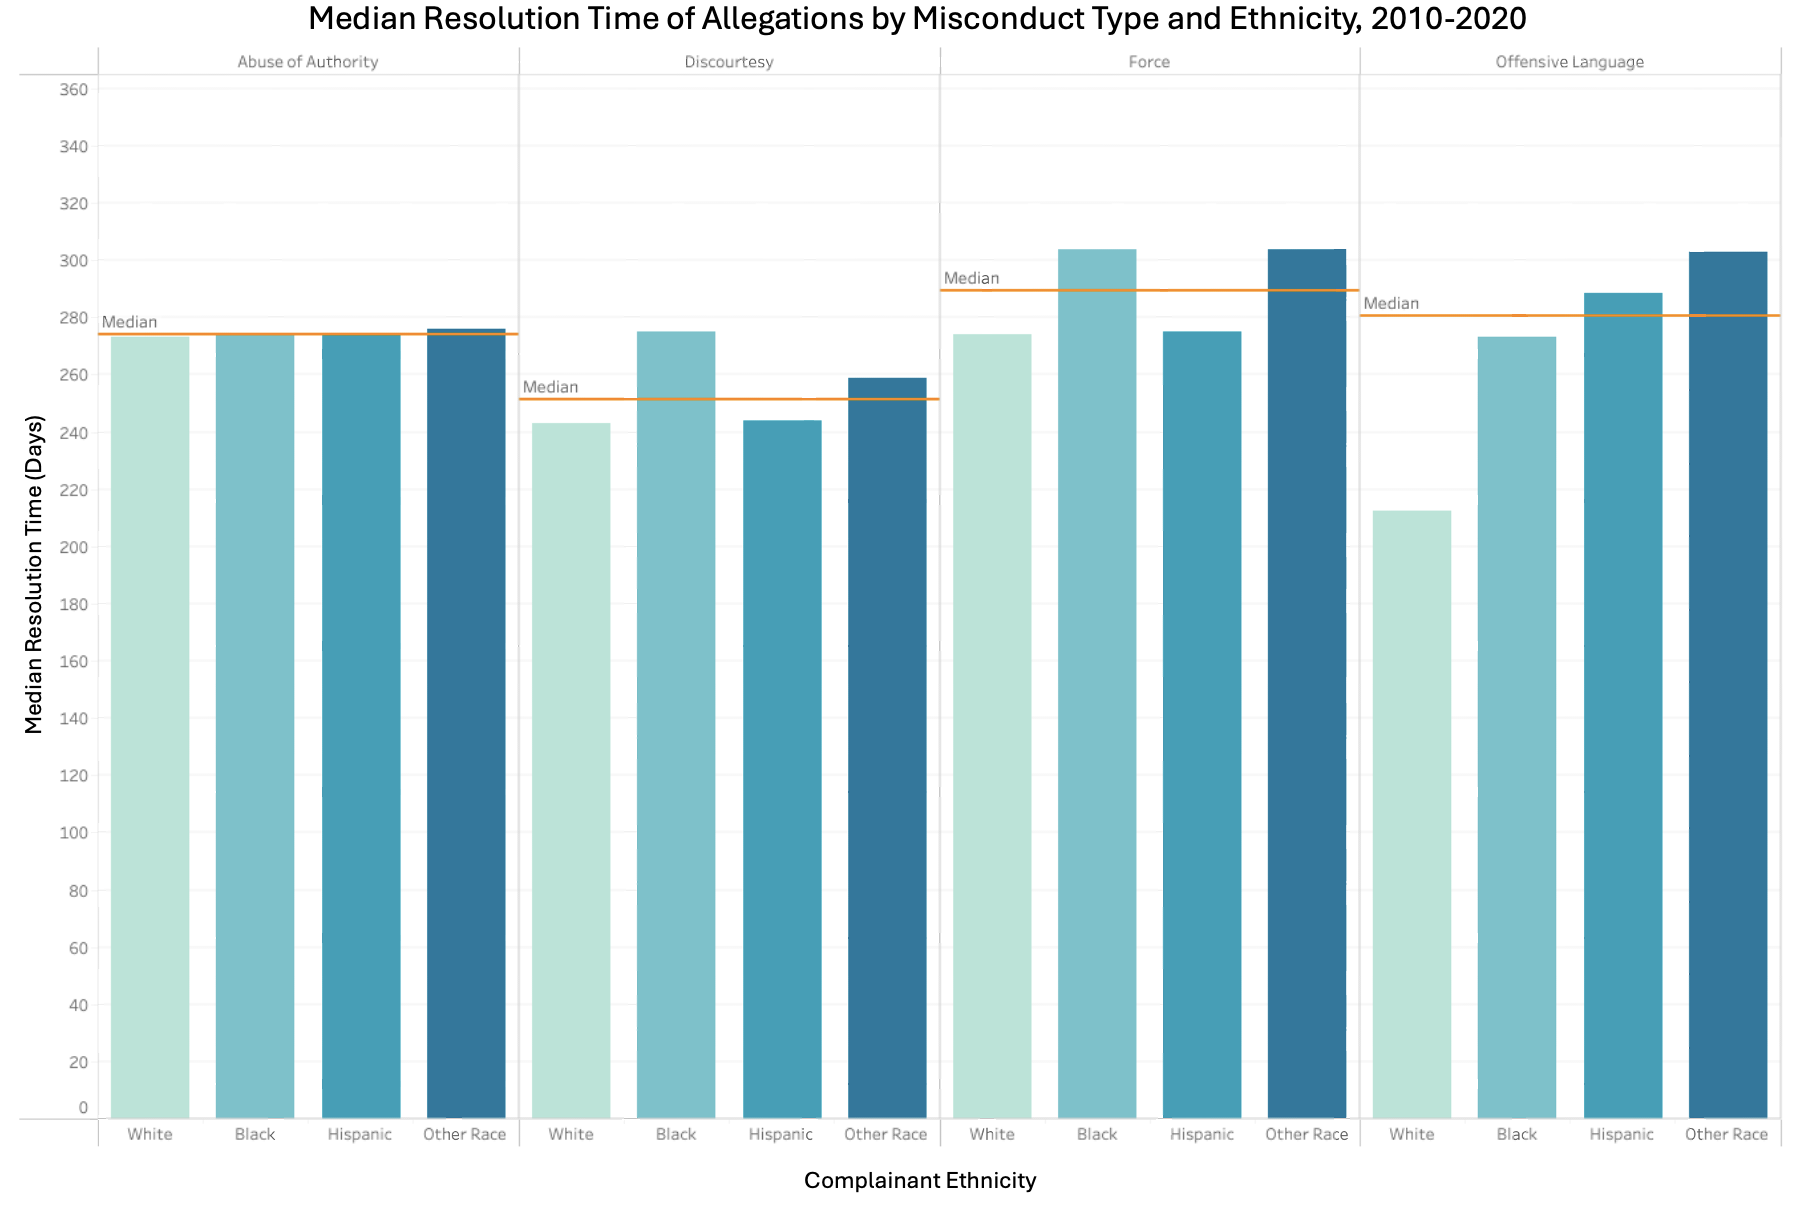 Median Resolution Time of Allegations by Misconduct Type and Ethnicity, 2010-2020
Abuse of Authority
Discourtesy
Force
Offensive Language
360
340
320
300
280
260
240
220
200
180
160
140
120
100
80
60
40
20
0
Median Resolution Time (Days)
Median
Median
Median
Median
White
Black
Hispanic
Other Race
White
Black
Hispanic
Other Race
White
Black
Hispanic
Other Race
White
Black
Hispanic
Other Race
Complainant Ethnicity